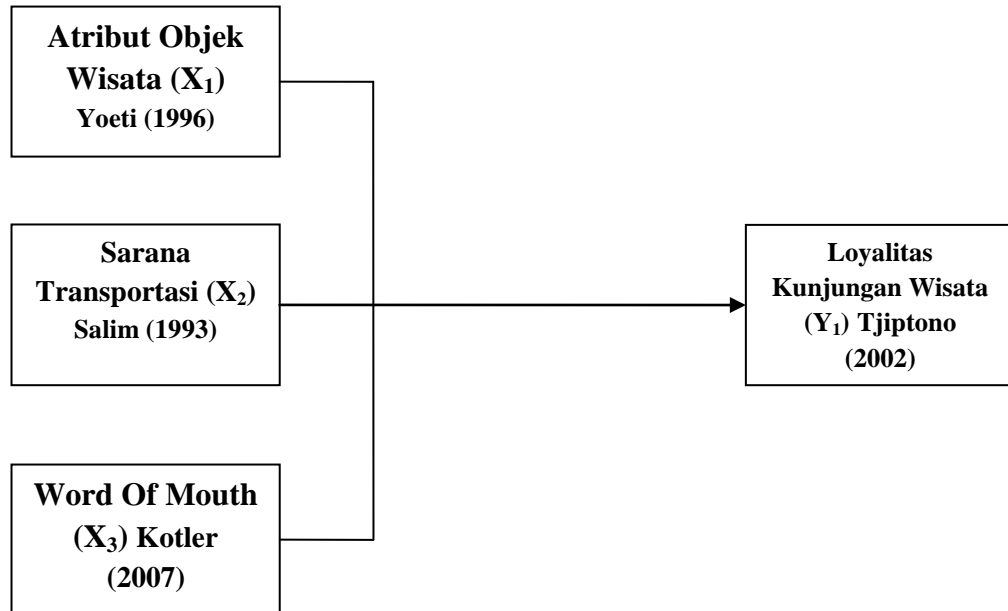 Atribut Objek
Wisata (X₁)
Yoeti (1996)
Sarana
Transportasi (X₂)
Salim (1993)
Word Of Mouth
(X₃) Kotler
(2007)
Loyalitas
Kunjungan Wisata
(Y₁) Tjiptono
(2002)